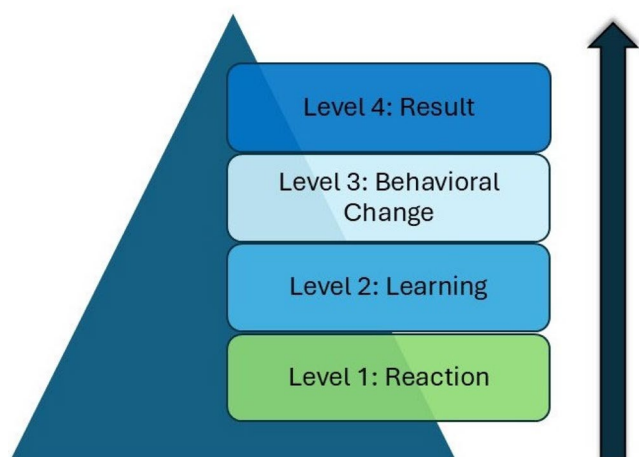 Level 4: Result
Level 3: Behavioral
Change
Level 2: Learning
Level 1: Reaction